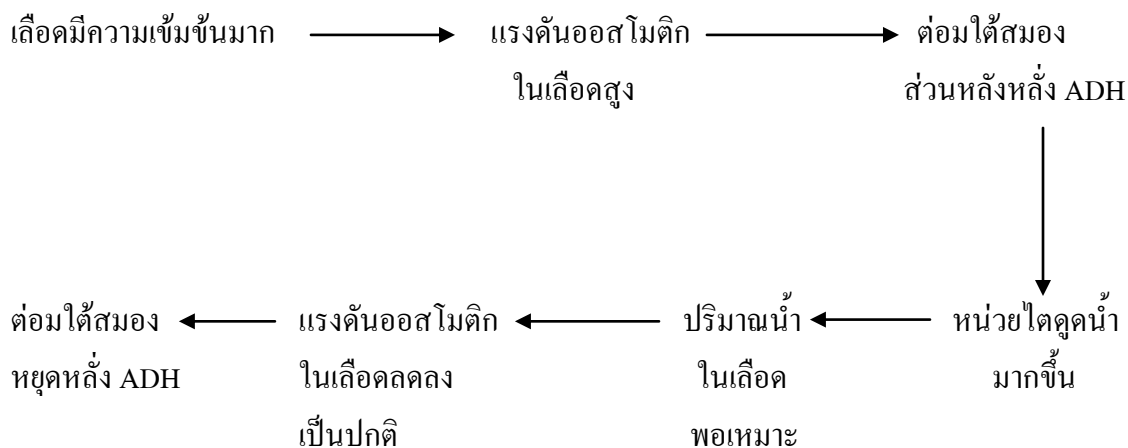 เลือดมีความเข้มข้นมาก
แรงดันออสโมติก
ในเลือดสูง
ต่อมใต้สมอง
ส่วนหลังหลั่ง ADH
หน่วยไตดูดน้ำ
มากขึ้น
ปริมาณน้ำ
ในเลือด
พอเหมาะ
แรงดันออสโมติก
ในเลือดลดลง
เป็นปกติ
ต่อมใต้สมอง
หยุดหลั่ง ADH